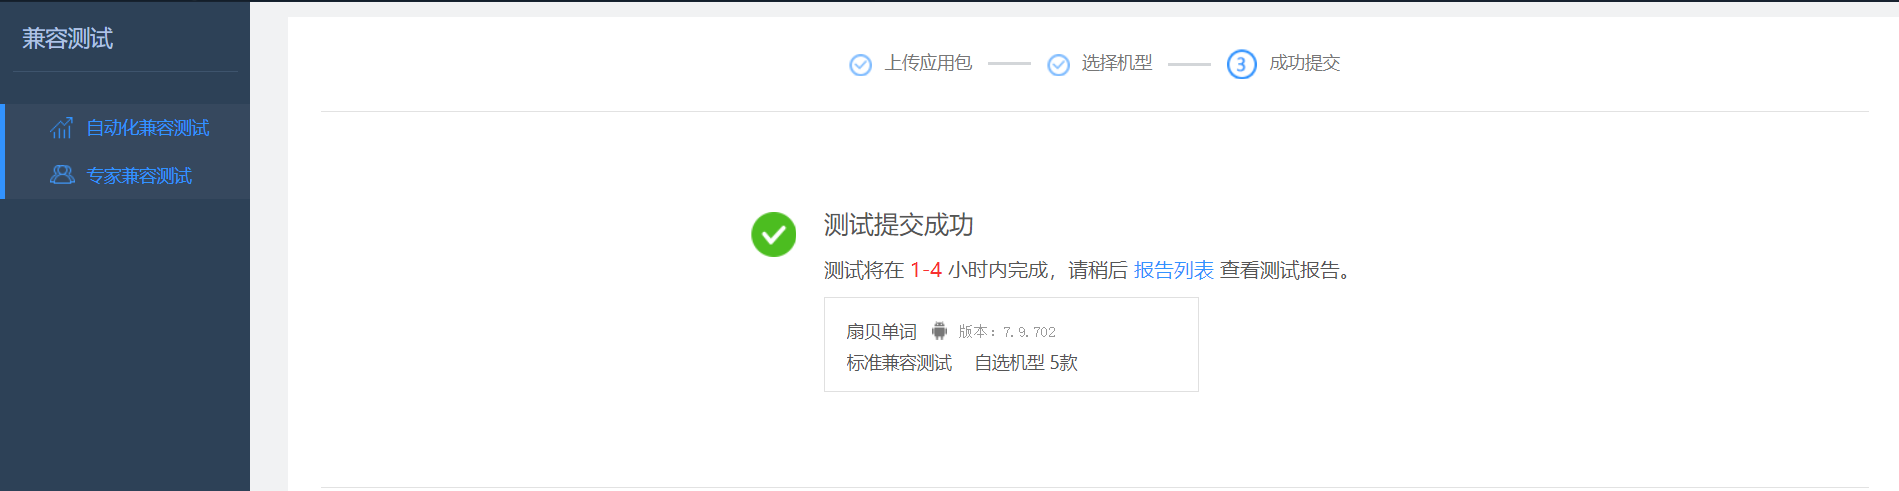 兼容测试
自动化兼容测试
专家兼容测试
上传应用包 选择机型 3 成功提交
测试提交成功
测试将在 1-4 小时内完成，请稍后 报告列表 查看测试报告。
扇贝单词 版本：7.9.702
标准兼容测试 自选机型 5款